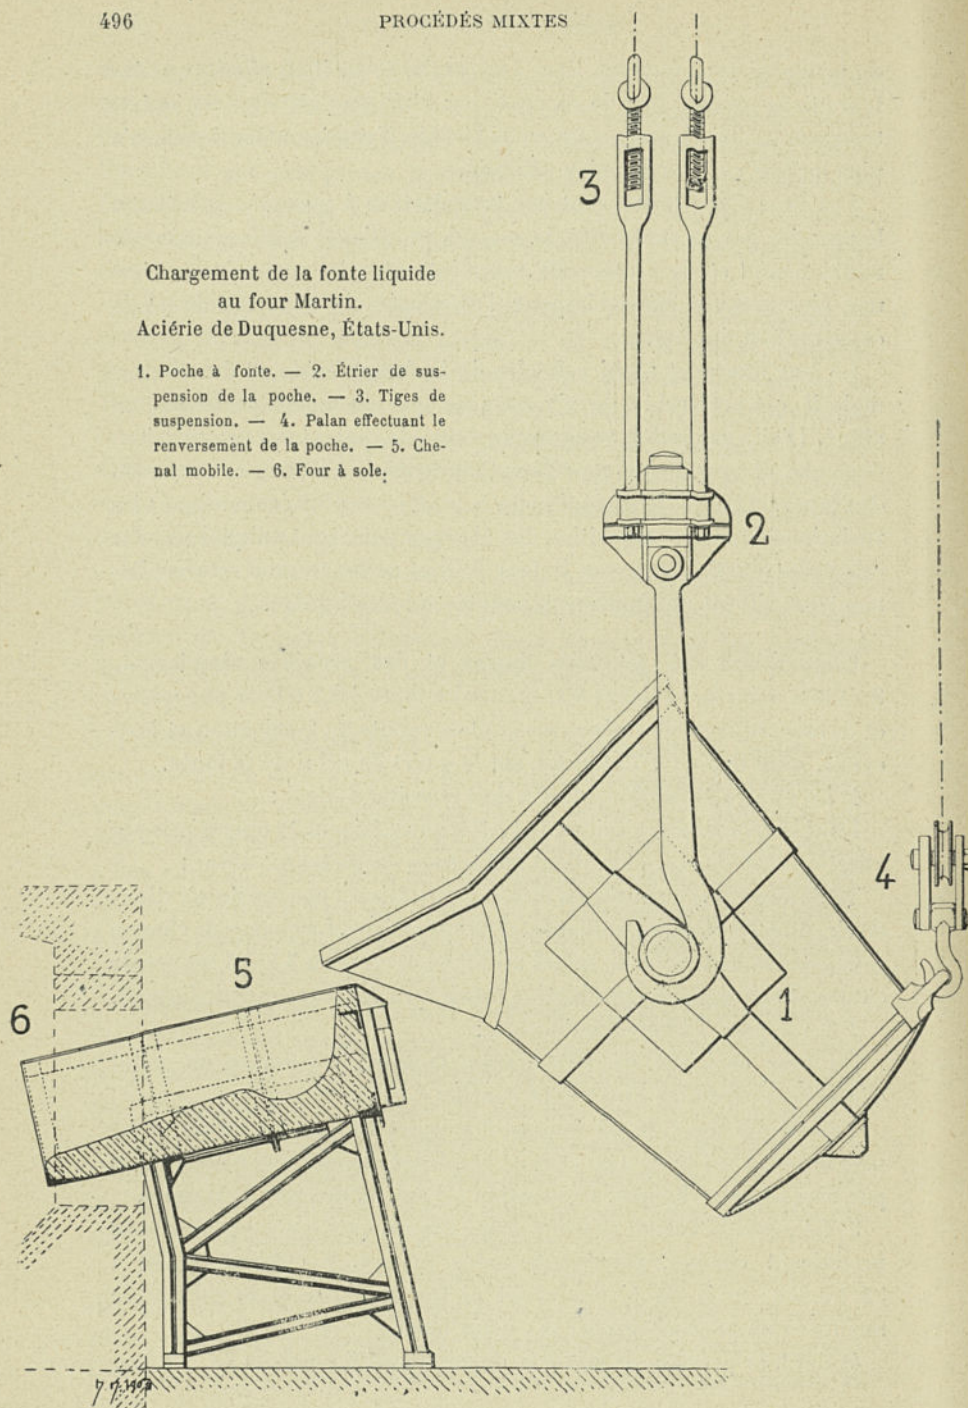 496
PROCÉDÉS MIXTES
3
Chargement de la fonte liquide
au four Martin.
Aciérie de Duquesne, États-Unis.
1. Poche à fonte. — 2. Étrier de sus-
pension de la poche. — 3. Tiges de
suspension. — 4. Palan effectuant le
renversement de la poche. — 5. Che-
nal mobile. — 6. Four à sole.
2
4
5
1
6